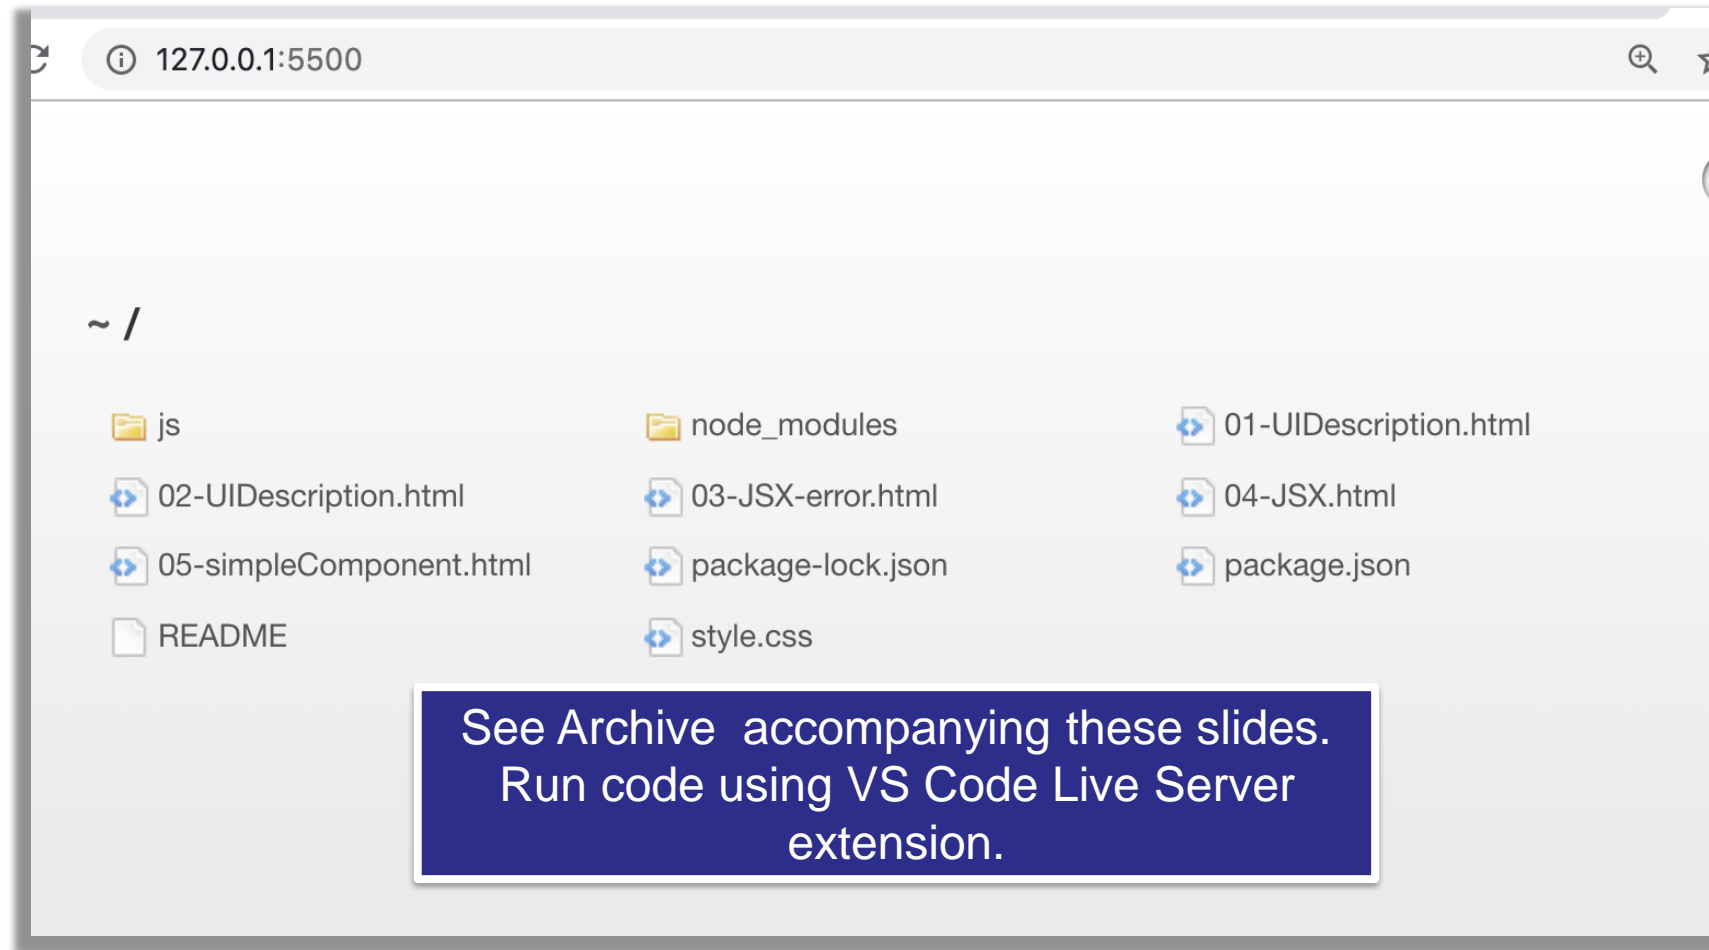 127.0.0.1:5500
~ /
js node_modules 01-UIDescription.html
02-UIDescription.html 03-JSX-error.html 04-JSX.html
05-simpleComponent.html package-lock.json package.json
README style.css
See Archive  accompanying these slides.
Run code using VS Code Live Server
extension.